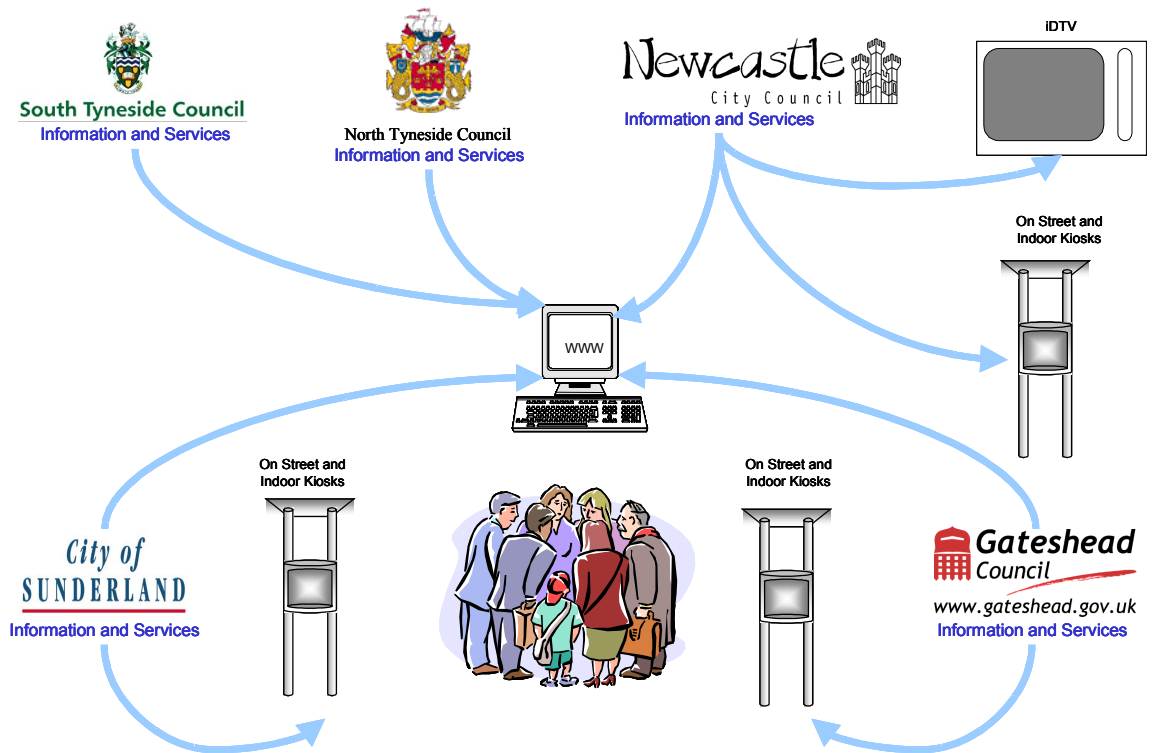 iDTV
Newcastle
City Council
Information and Services
South Tyneside Council
Information and Services
North Tyneside Council
Information and Services
On Street and
Indoor Kiosks
www
On Street and
Indoor Kiosks
On Street and
Indoor Kiosks
City of
SUNDERLAND
Information and Services
Gateshead
Council
www.gateshead.gov.uk
Information and Services